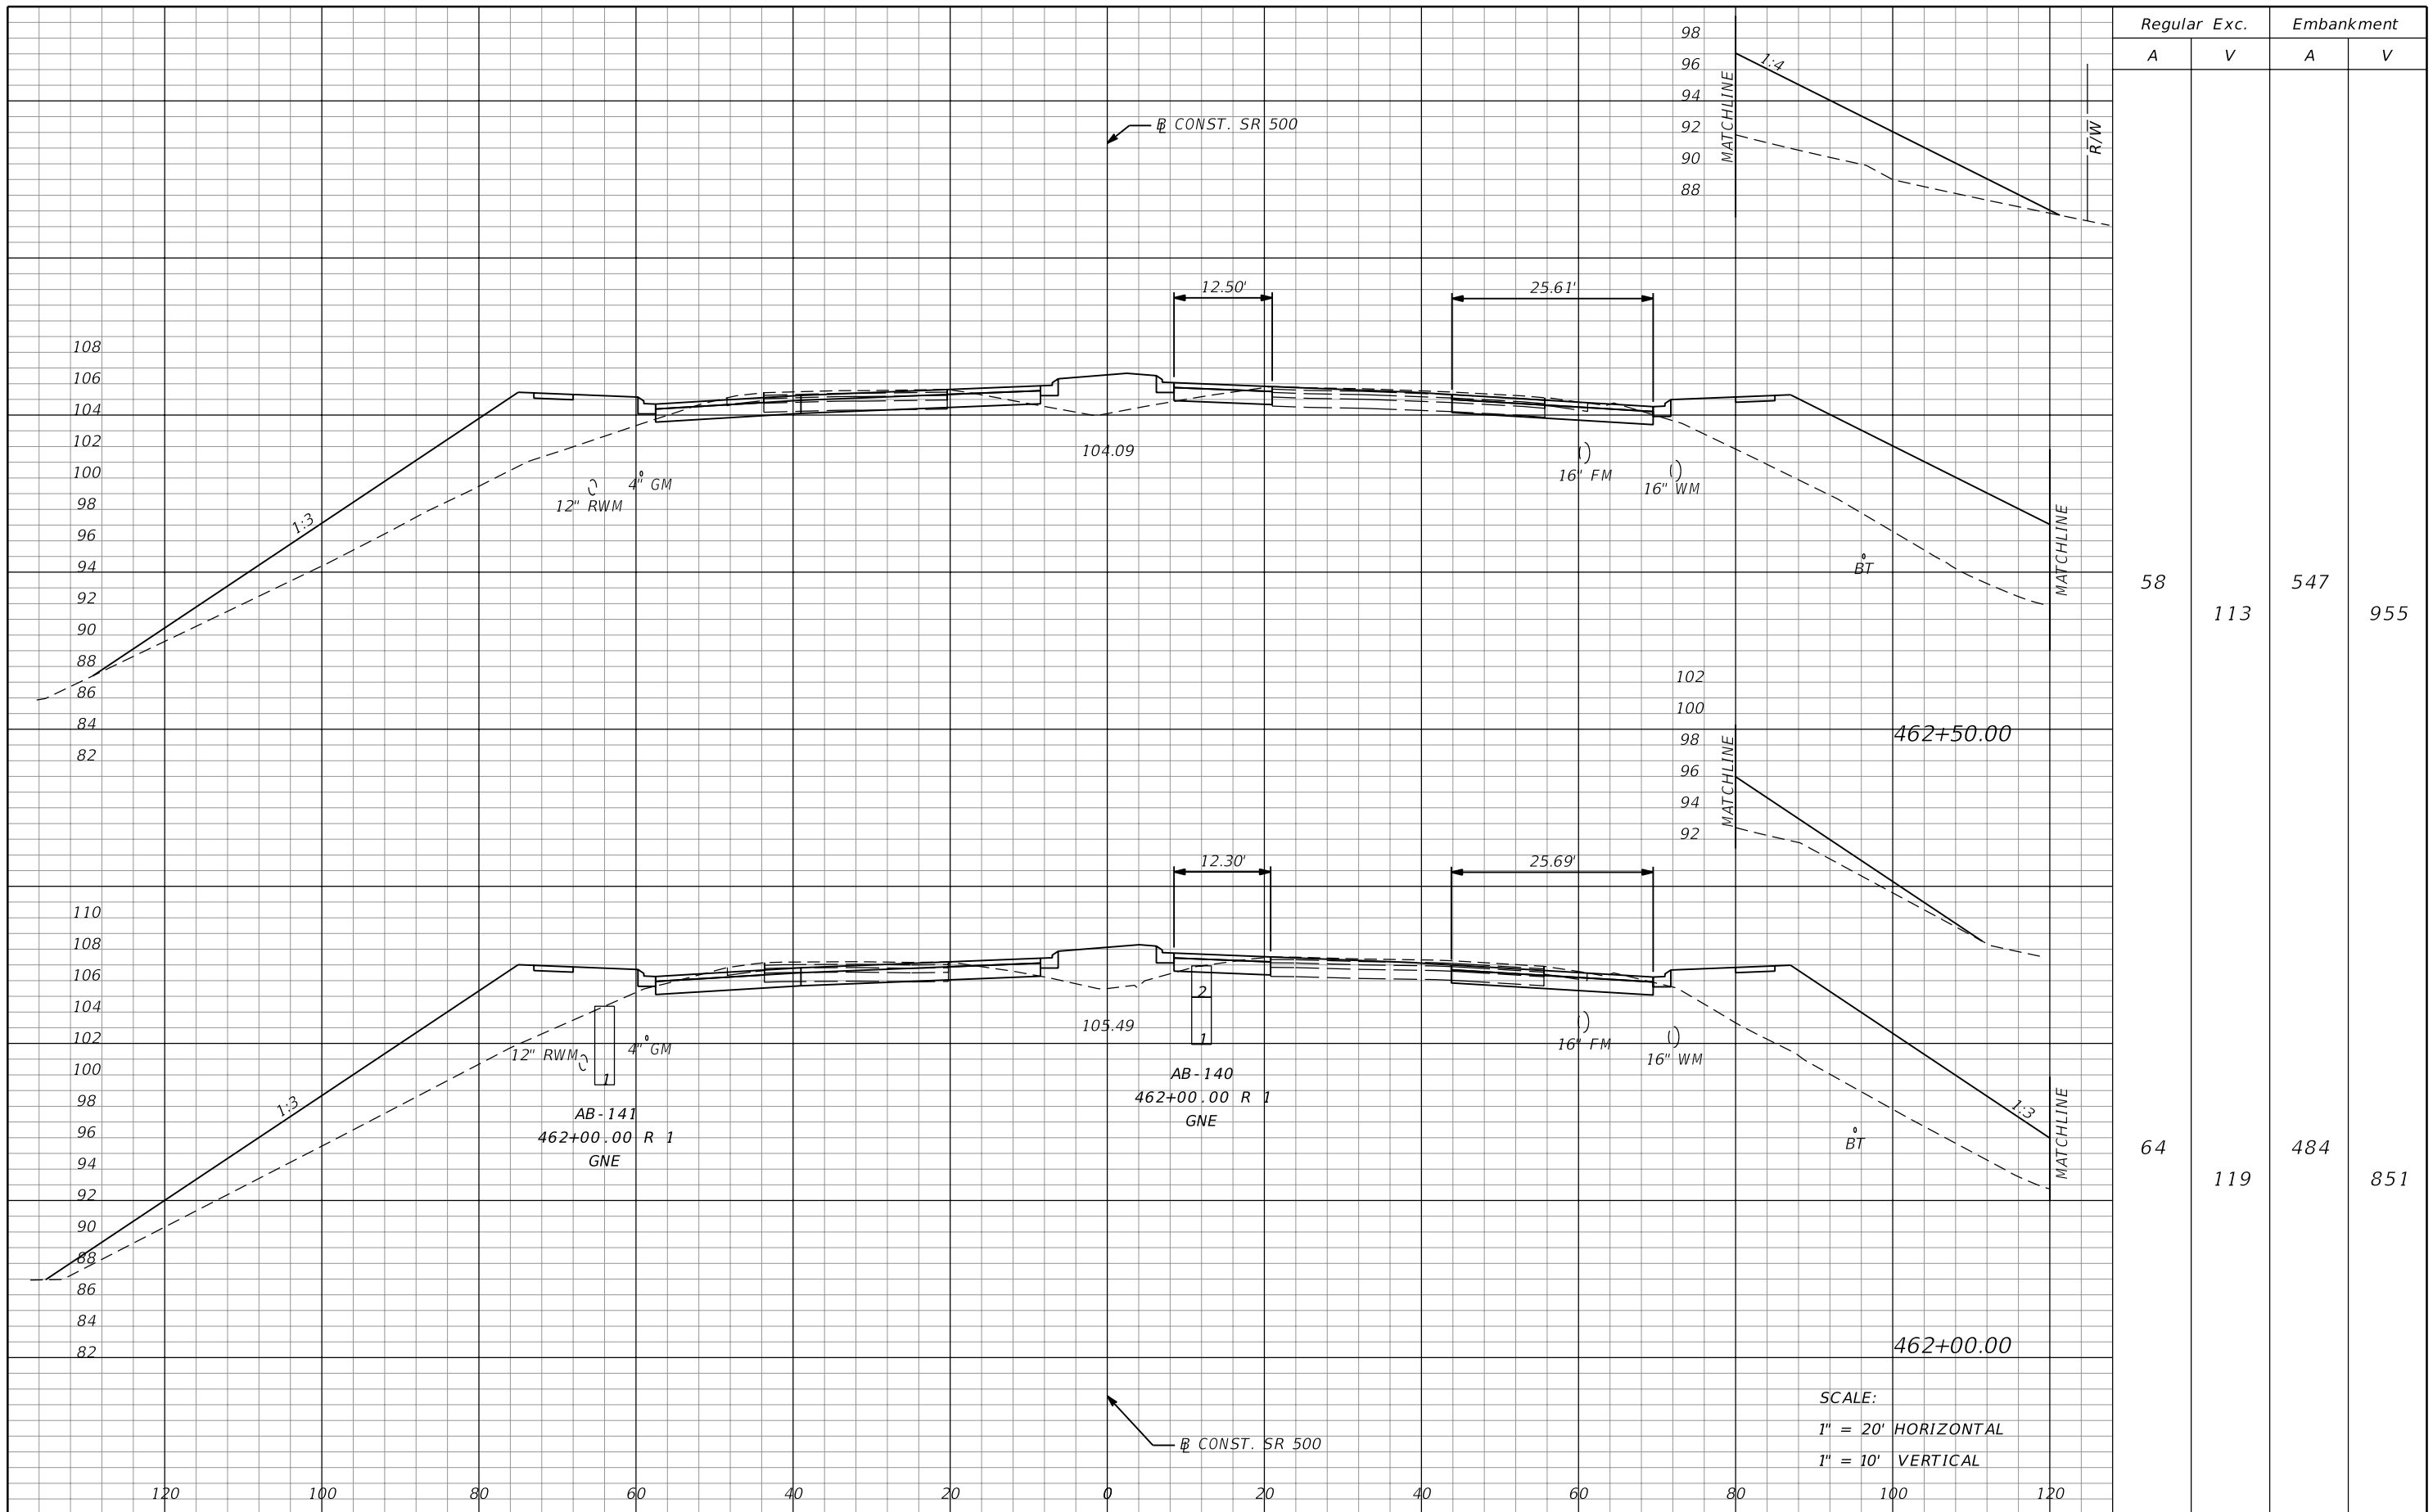 Regular Exc.
Embankment
A
V
A
V
98
96
94
92
90
88
MATCHLINE
1:4
R/W
℄ CONST. SR 500
12.50'
25.61'
108
106
104
102
100
98
96
94
92
90
88
86
84
82
1:3
12" RWM
4" GM
104.09
16" FM
16" WM
BT
MATCHLINE
58
113
547
955
462+50.00
102
100
98
96
94
92
MATCHLINE
12.30'
25.69'
110
108
106
104
102
100
98
96
94
92
90
88
86
84
82
1:3
12" RWM
4" GM
1
AB-141
462+00.00 R 1
GNE
105.49
2
1
AB-140
462+00.00 R 1
GNE
16" FM
16" WM
BT
1:3
MATCHLINE
64
119
484
851
462+00.00
℄ CONST. SR 500
SCALE:
1" = 20' HORIZONTAL
1" = 10' VERTICAL
120 100 80 60 40 20 0 20 40 60 80 100 120